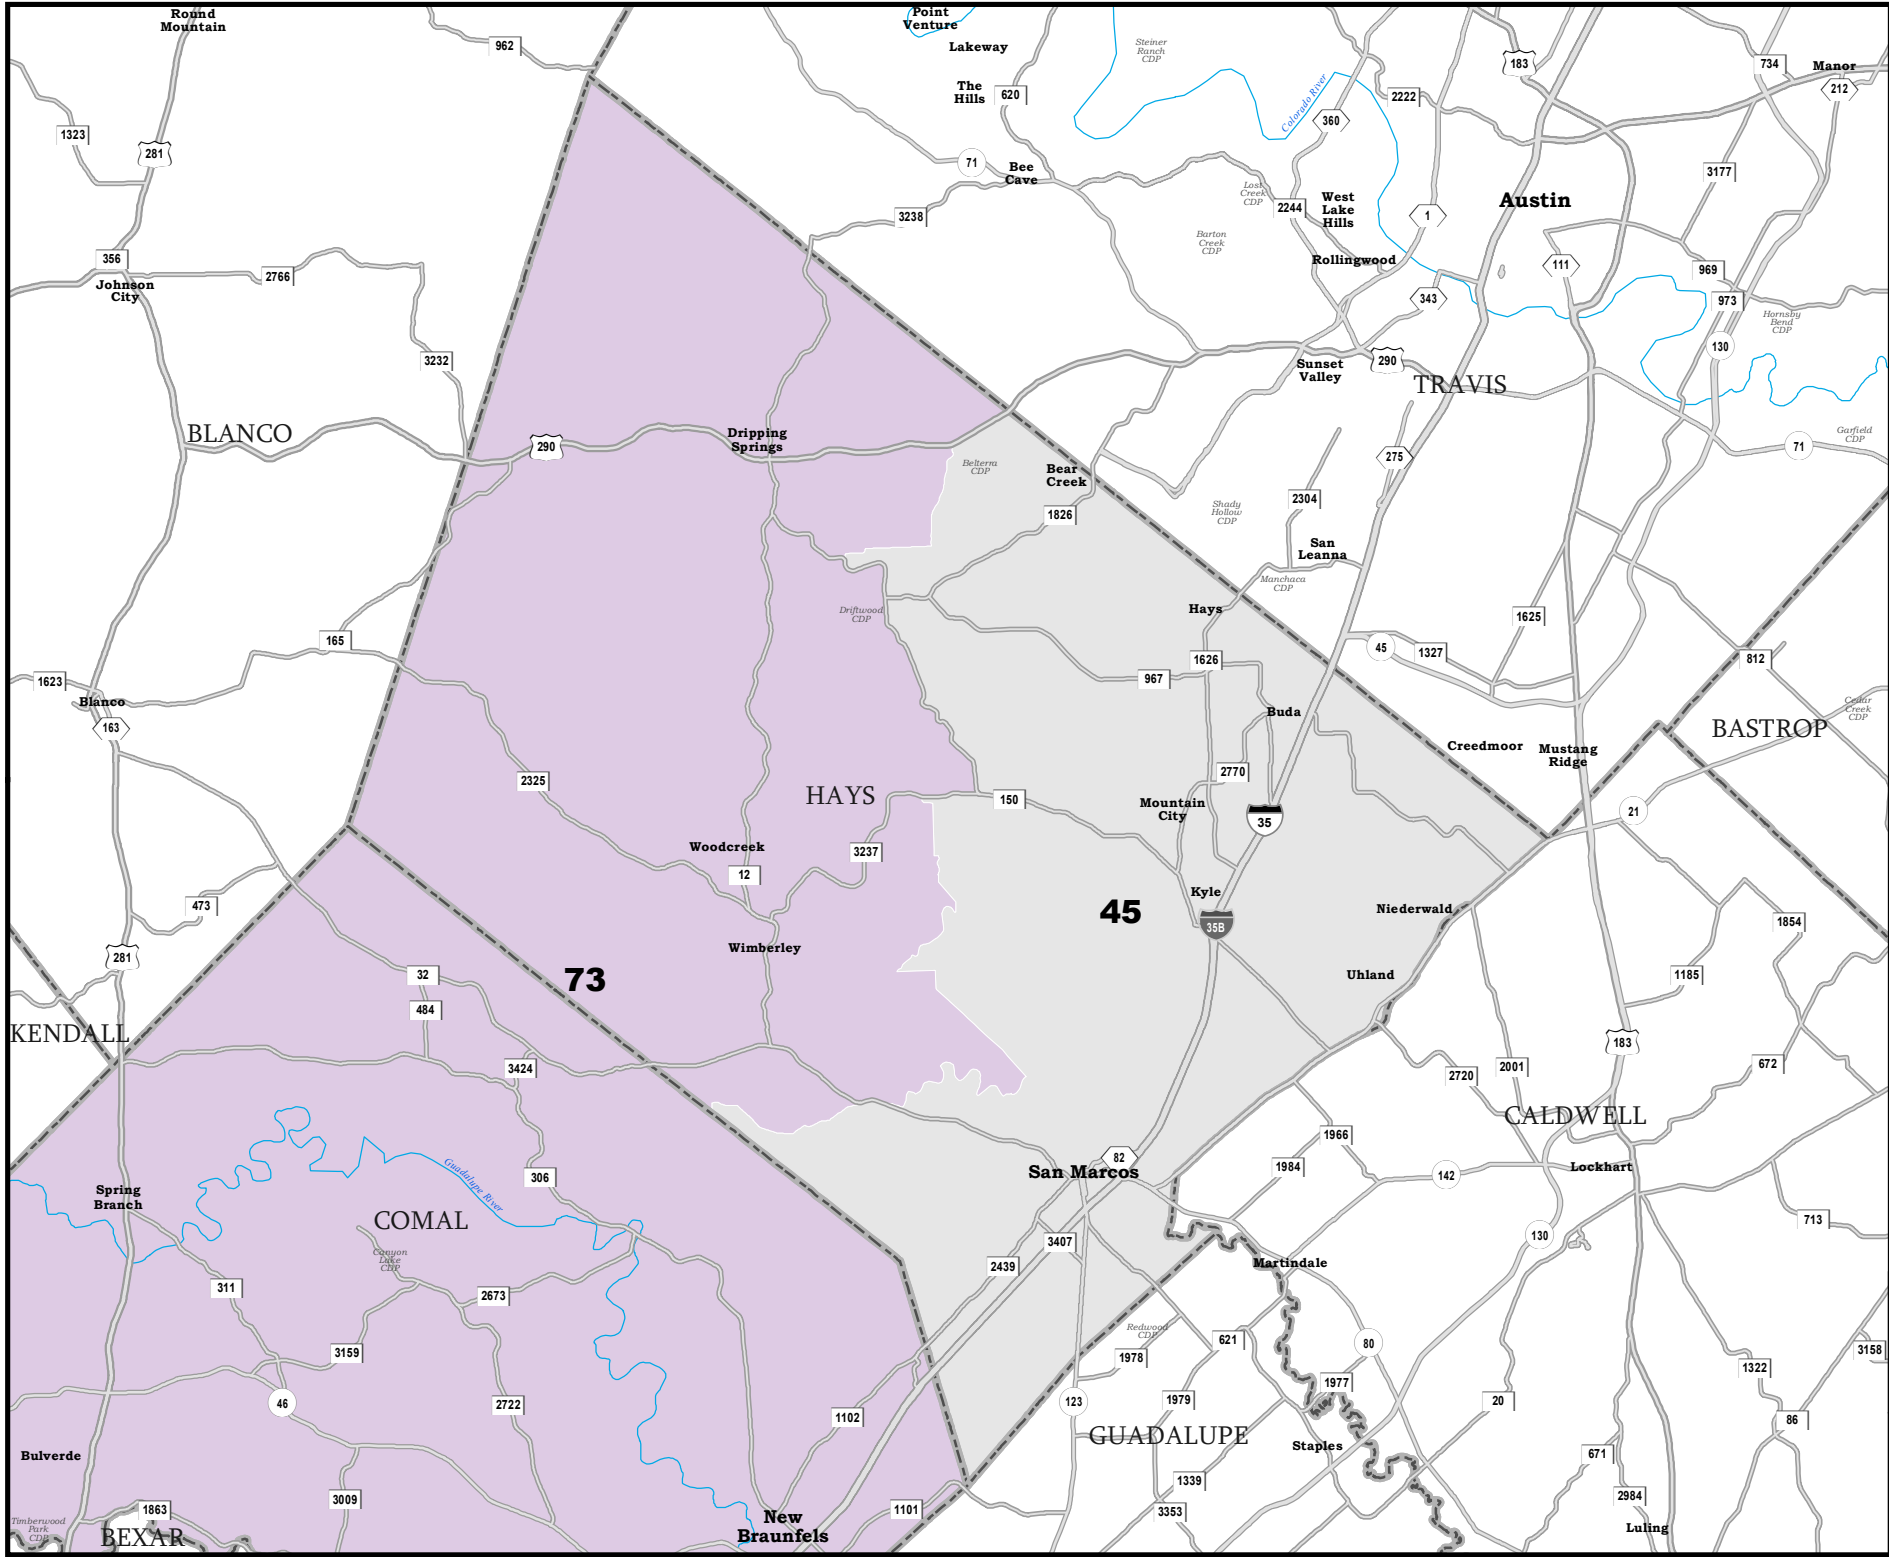 Round
Mountain
962
Point
Venture
Lakeway
Steiner
Ranch
CDP
183
734
Manor
212
The
Hills
620
2222
Colorado River
360
1323
281
71
Bee
Cave
3177
Lost
Creek
CDP
2244
West
Lake
Hills
1
Austin
3238
Barton
Creek
CDP
Rollingwood
111
969
356
Johnson
City
2766
343
973
Hornsby
Bend
CDP
130
3232
Sunset
Valley
290
TRAVIS
BLANCO
290
Dripping
Springs
Belterra
CDP
Bear
Creek
275
Garfield
CDP
71
1826
Shady
Hollow
CDP
2304
San
Leanna
Manchaca
CDP
Driftwood
CDP
Hays
1625
165
45
1327
812
1623
Blanco
163
967
1626
Buda
Cedar
Creek
CDP
BASTROP
Creedmoor
Mustang
Ridge
2325
HAYS
150
2770
Mountain
City
35
21
Woodcreek
12
3237
Kyle
45
35B
Niederwald
473
1854
281
Wimberley
73
32
Uhland
1185
484
KENDALL
183
3424
2720
2001
672
CALDWELL
1966
82
San Marcos
1984
142
Lockhart
Guadalupe River
306
Spring
Branch
COMAL
713
Canyon
Lake
CDP
3407
2439
130
Martindale
311
2673
Redwood
CDP
621
80
3159
1978
1322
3158
1977
46
2722
1102
123
1979
20
86
GUADALUPE
Staples
Bulverde
671
1339
3009
2984
1863
1101
3353
Timberwood
Park
CDP
BEXAR
New
Braunfels
Luling